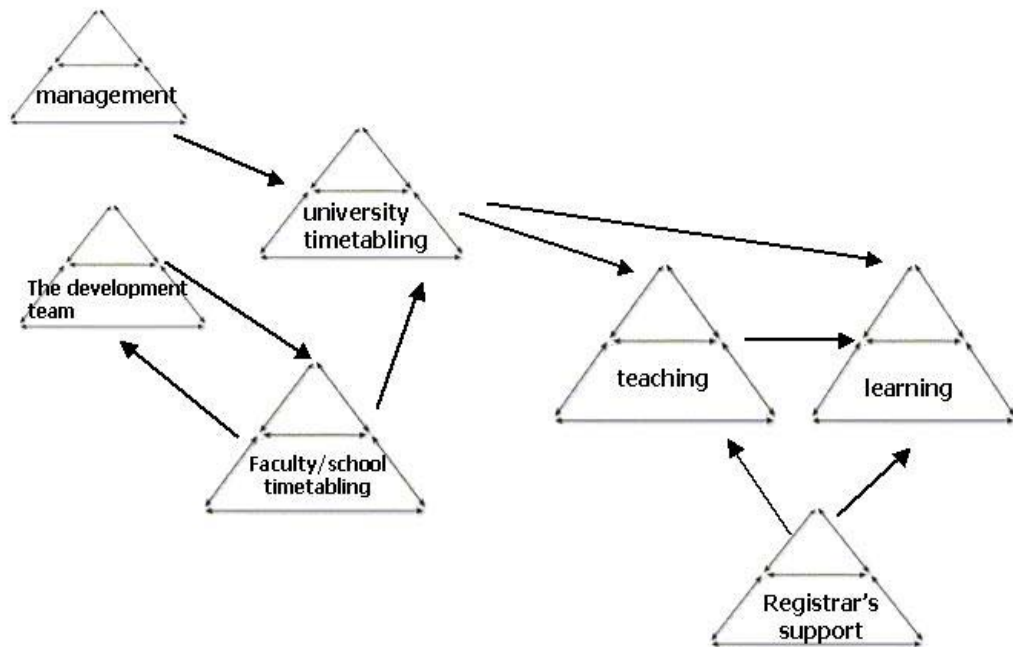 management
university
timetabling
The development
team
teaching
learning
Faculty/school
timetabling
Registrar's
support